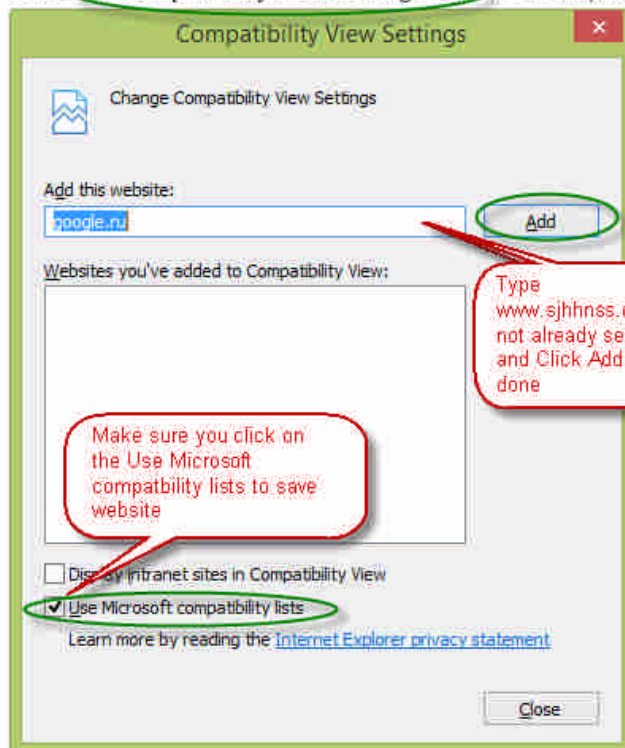 Compatibility View Settings
Change Compatibility View Settings
Add this website:
google.ru
Add
Websites you've added to Compatibility View:
Type
www.sjhhnss.
not already se
and Click Add
done
Make sure you click on
the Use Microsoft
compatbility lists to save
website
Display intranet sites in Compatibility View
Use Microsoft compatibility lists
Learn more by reading the Internet Explorer privacy statement
Close